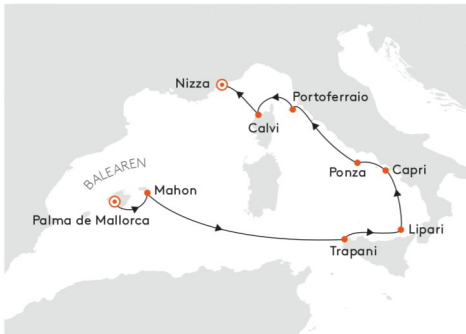 Nizza
Portoferraio
Calvi
Ponza
Capri
BALEAREN
Mahon
Palma de Mallorca
Lipari
Trapani